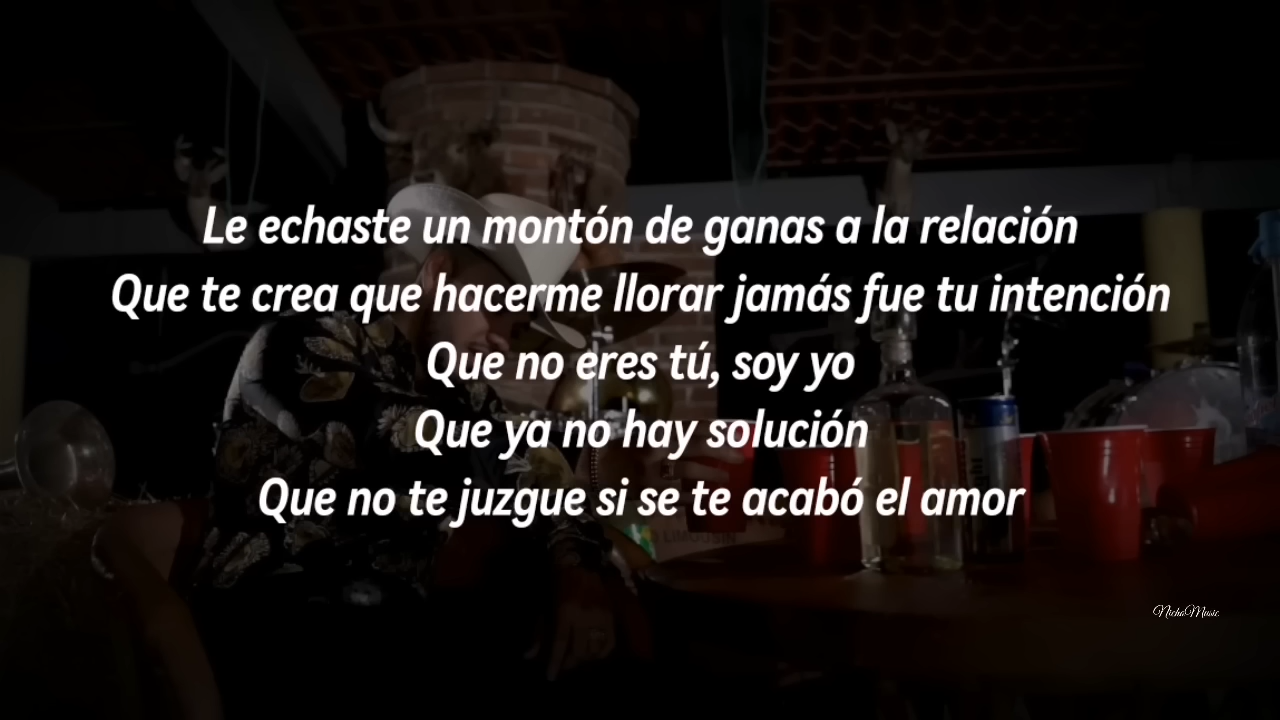 Le echaste un montón de ganas a la relación
Que te crea que hacerme llorar jamás fue tu intención
Que no eres tú, soy yo
Que ya no hay solución
Que no te juzgue si se te acabó el amor
LIMOUSIN
NichoMusic